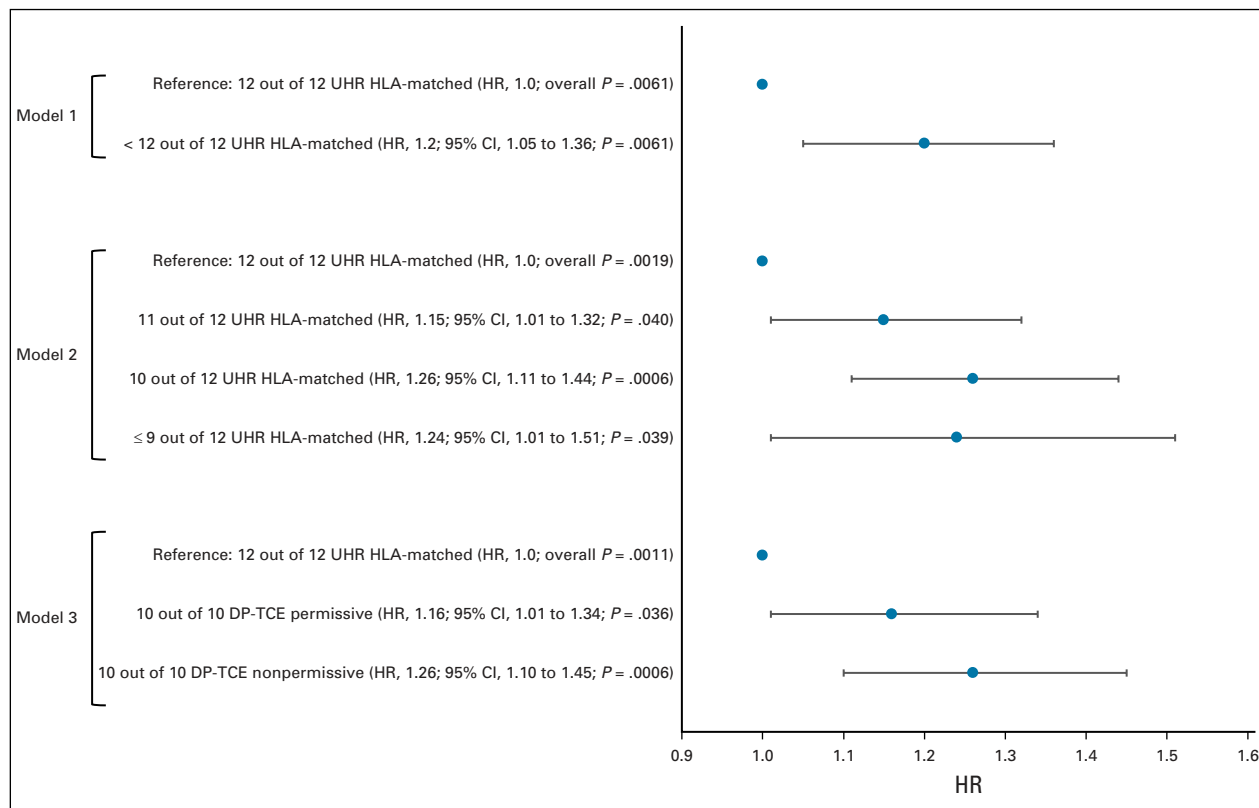 Model 1
Reference: 12 out of 12 UHR HLA-matched (HR, 1.0; overall P = .0061)
< 12 out of 12 UHR HLA-matched (HR, 1.2; 95% CI, 1.05 to 1.36; P = .0061)
Model 2
Reference: 12 out of 12 UHR HLA-matched (HR, 1.0; overall P = .0019)
11 out of 12 UHR HLA-matched (HR, 1.15; 95% CI, 1.01 to 1.32; P = .040)
10 out of 12 UHR HLA-matched (HR, 1.26; 95% CI, 1.11 to 1.44; P = .0006)
≤ 9 out of 12 UHR HLA-matched (HR, 1.24; 95% CI, 1.01 to 1.51; P = .039)
Model 3
Reference: 12 out of 12 UHR HLA-matched (HR, 1.0; overall P = .0011)
10 out of 10 DP-TCE permissive (HR, 1.16; 95% CI, 1.01 to 1.34; P = .036)
10 out of 10 DP-TCE nonpermissive (HR, 1.26; 95% CI, 1.10 to 1.45; P = .0006)
0.9 1.0 1.1 1.2 1.3 1.4 1.5 1.6
HR